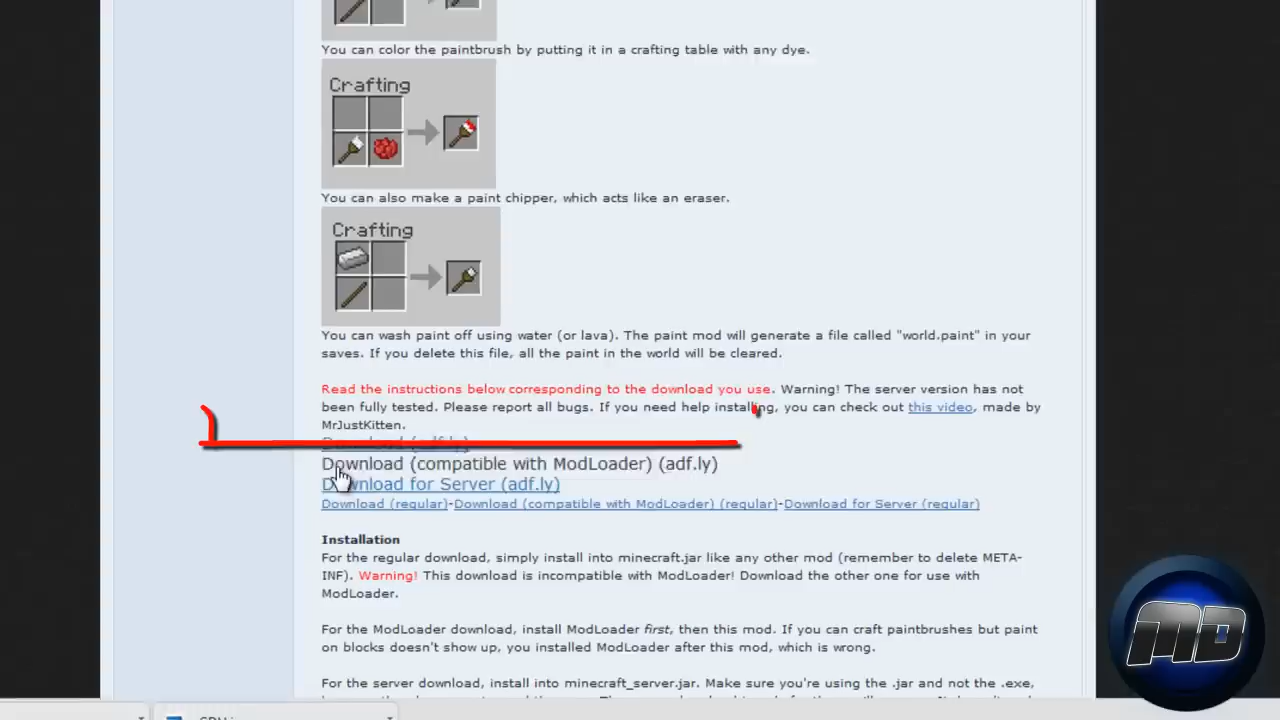 You can color the paintbrush by putting it in a crafting table with any dye.
Crafting
You can also make a paint chipper, which acts like an eraser.
Crafting
You can wash paint off using water (or lava). The paint mod will generate a file called "world.paint" in your
saves. If you delete this file, all the paint in the world will be cleared.
Read the instructions below corresponding to the download you use. Warning! The server version has not
been fully tested. Please report all bugs. If you need help installing, you can check out this video, made by
MrJustKitten.
Download (adf.ly)
Download (compatible with ModLoader) (adf.ly)
Download for Server (adf.ly)
Download (regular)-Download (compatible with ModLoader) (regular)-Download for Server (regular)
Installation
For the regular download, simply install into minecraft.jar like any other mod (remember to delete META-
INF). Warning! This download is incompatible with ModLoader! Download the other one for use with
ModLoader.
For the ModLoader download, install ModLoader first, then this mod. If you can craft paintbrushes but paint
on blocks doesn't show up, you installed ModLoader after this mod, which is wrong.
For the server download, install into minecraft_server.jar. Make sure you're using the .jar and not the .exe,
MD